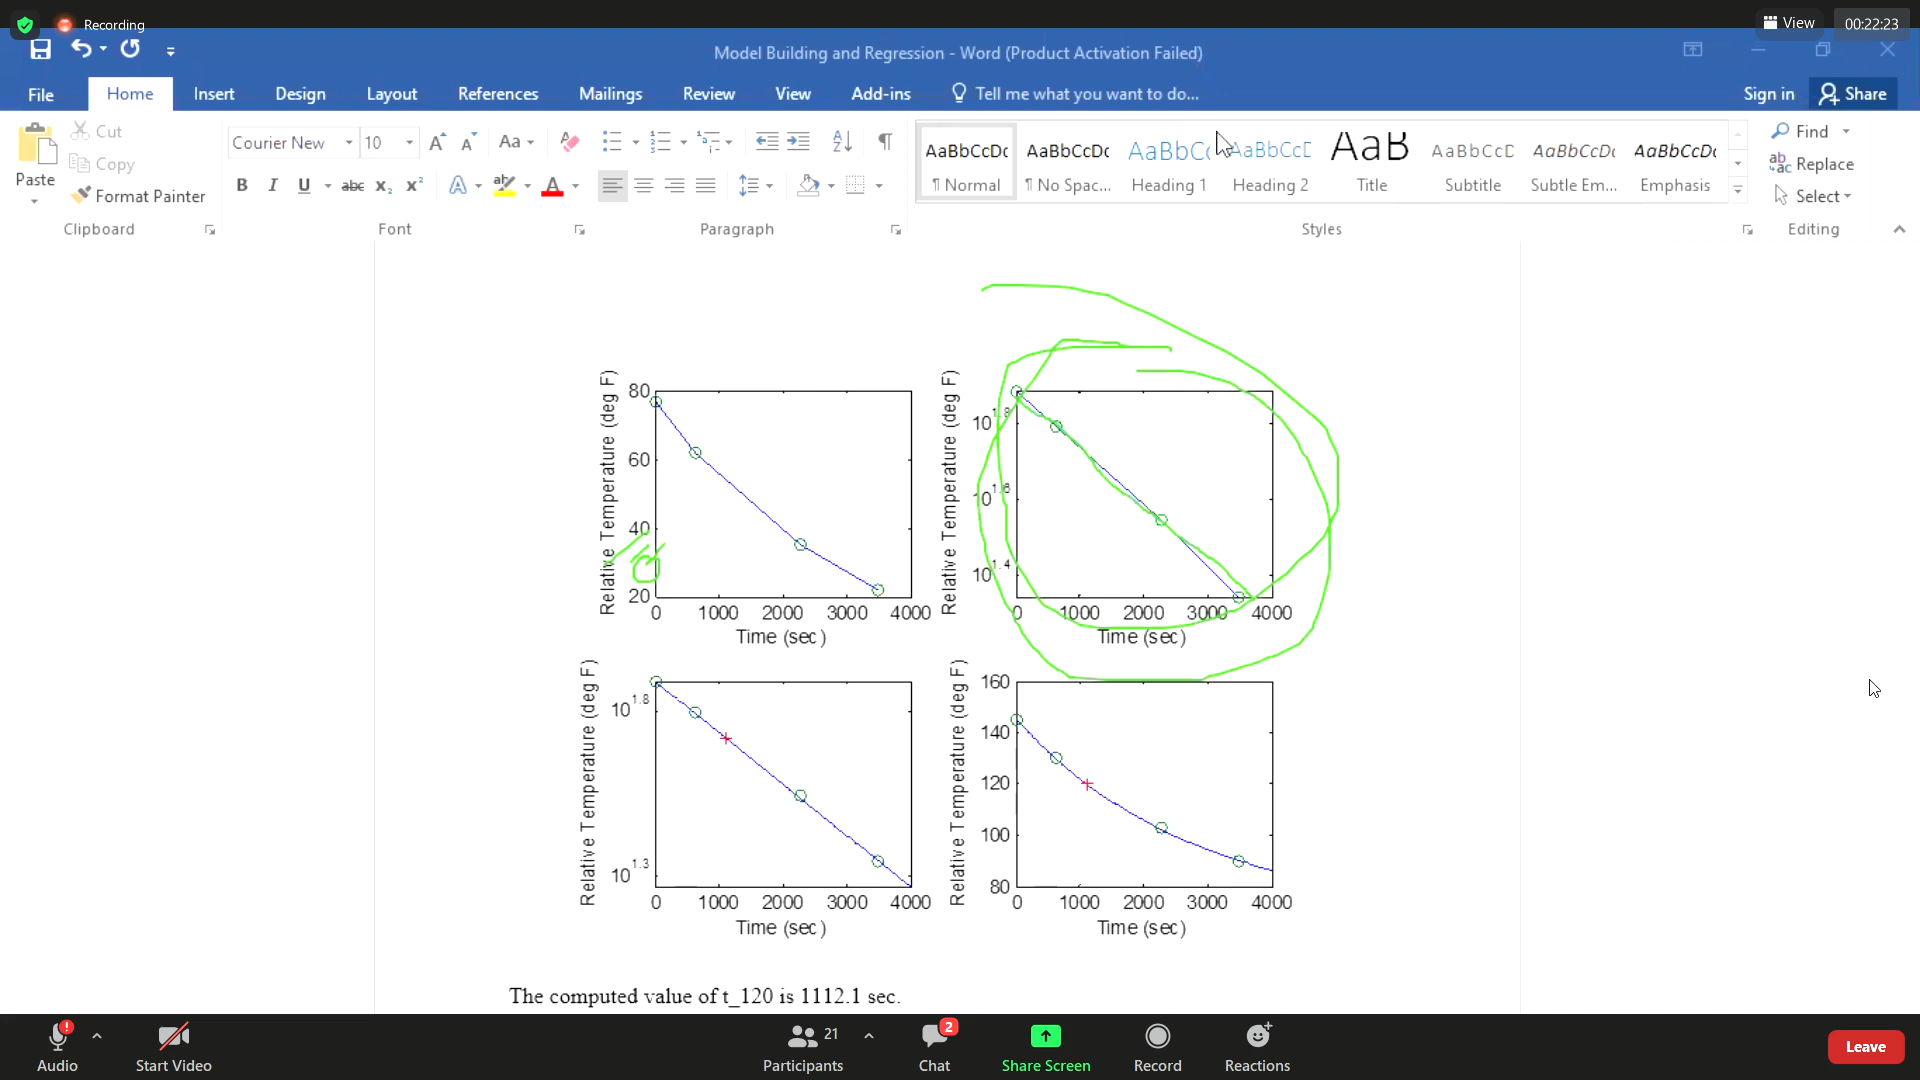 Recording
View
00:22:23
Model Building and Regression - Word (Product Activation Failed)
File Home Insert Design Layout References Mailings Review View Add-ins Tell me what you want to do... Sign in Share
Paste
Cut
Copy
Format Painter
Clipboard
Courier New 10
Font
Paragraph
AaBbCcDc AaBbCcDc AaBbCc AaBbCcD AaB AaBbCcD AaBbCcDc AaBbCcDc
¶ Normal ¶ No Spac... Heading 1 Heading 2 Title Subtitle Subtle Em... Emphasis
Styles
Find
Replace
Select
Editing
Relative Temperature (deg F)
80
60
40
20
0 1000 2000 3000 4000
Time (sec)
Relative Temperature (deg F)
10^1.8
10^1.6
10^1.4
0 1000 2000 3000 4000
Time (sec)
Relative Temperature (deg F)
10^1.8
10^1.3
0 1000 2000 3000 4000
Time (sec)
Relative Temperature (deg F)
160
140
120
100
80
0 1000 2000 3000 4000
Time (sec)
The computed value of t_120 is 1112.1 sec.
Audio
Start Video
21
Participants
2
Chat
Share Screen
Record
Reactions
Leave